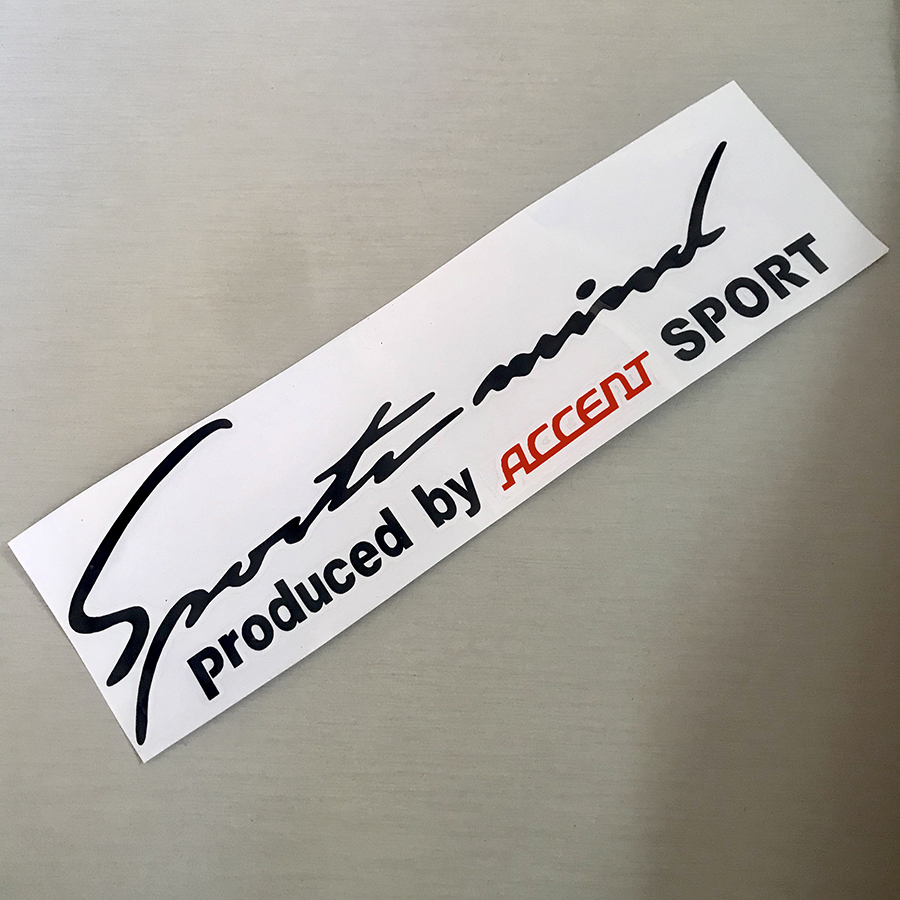 Sports mind
produced by ACCENT SPORT